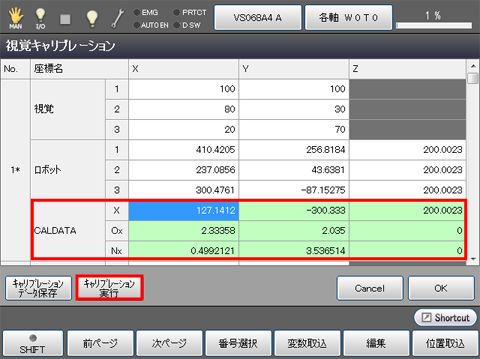 MAN I/O EMG PRTCT AUTO EN D SW VS068A4 A 各軸 W 0 T 0 1 %
視覚キャリブレーション
No. 座標名 X Y Z
1 100 100
視覚 2 80 30
3 20 70
1 410.4205 256.8184 200.0023
1* ロボット 2 237.0856 43.6381 200.0023
3 300.4761 -87.15275 200.0023
X 127.1412 -300.333 200.0023
CALDATA Ox 2.33358 2.035 0
Nx 0.4992121 3.536514 0
キャリブレーション データ保存 キャリブレーション 実行 Cancel OK
Shortcut
SHIFT 前ページ 次ページ 番号選択 変数取込 編集 位置取込